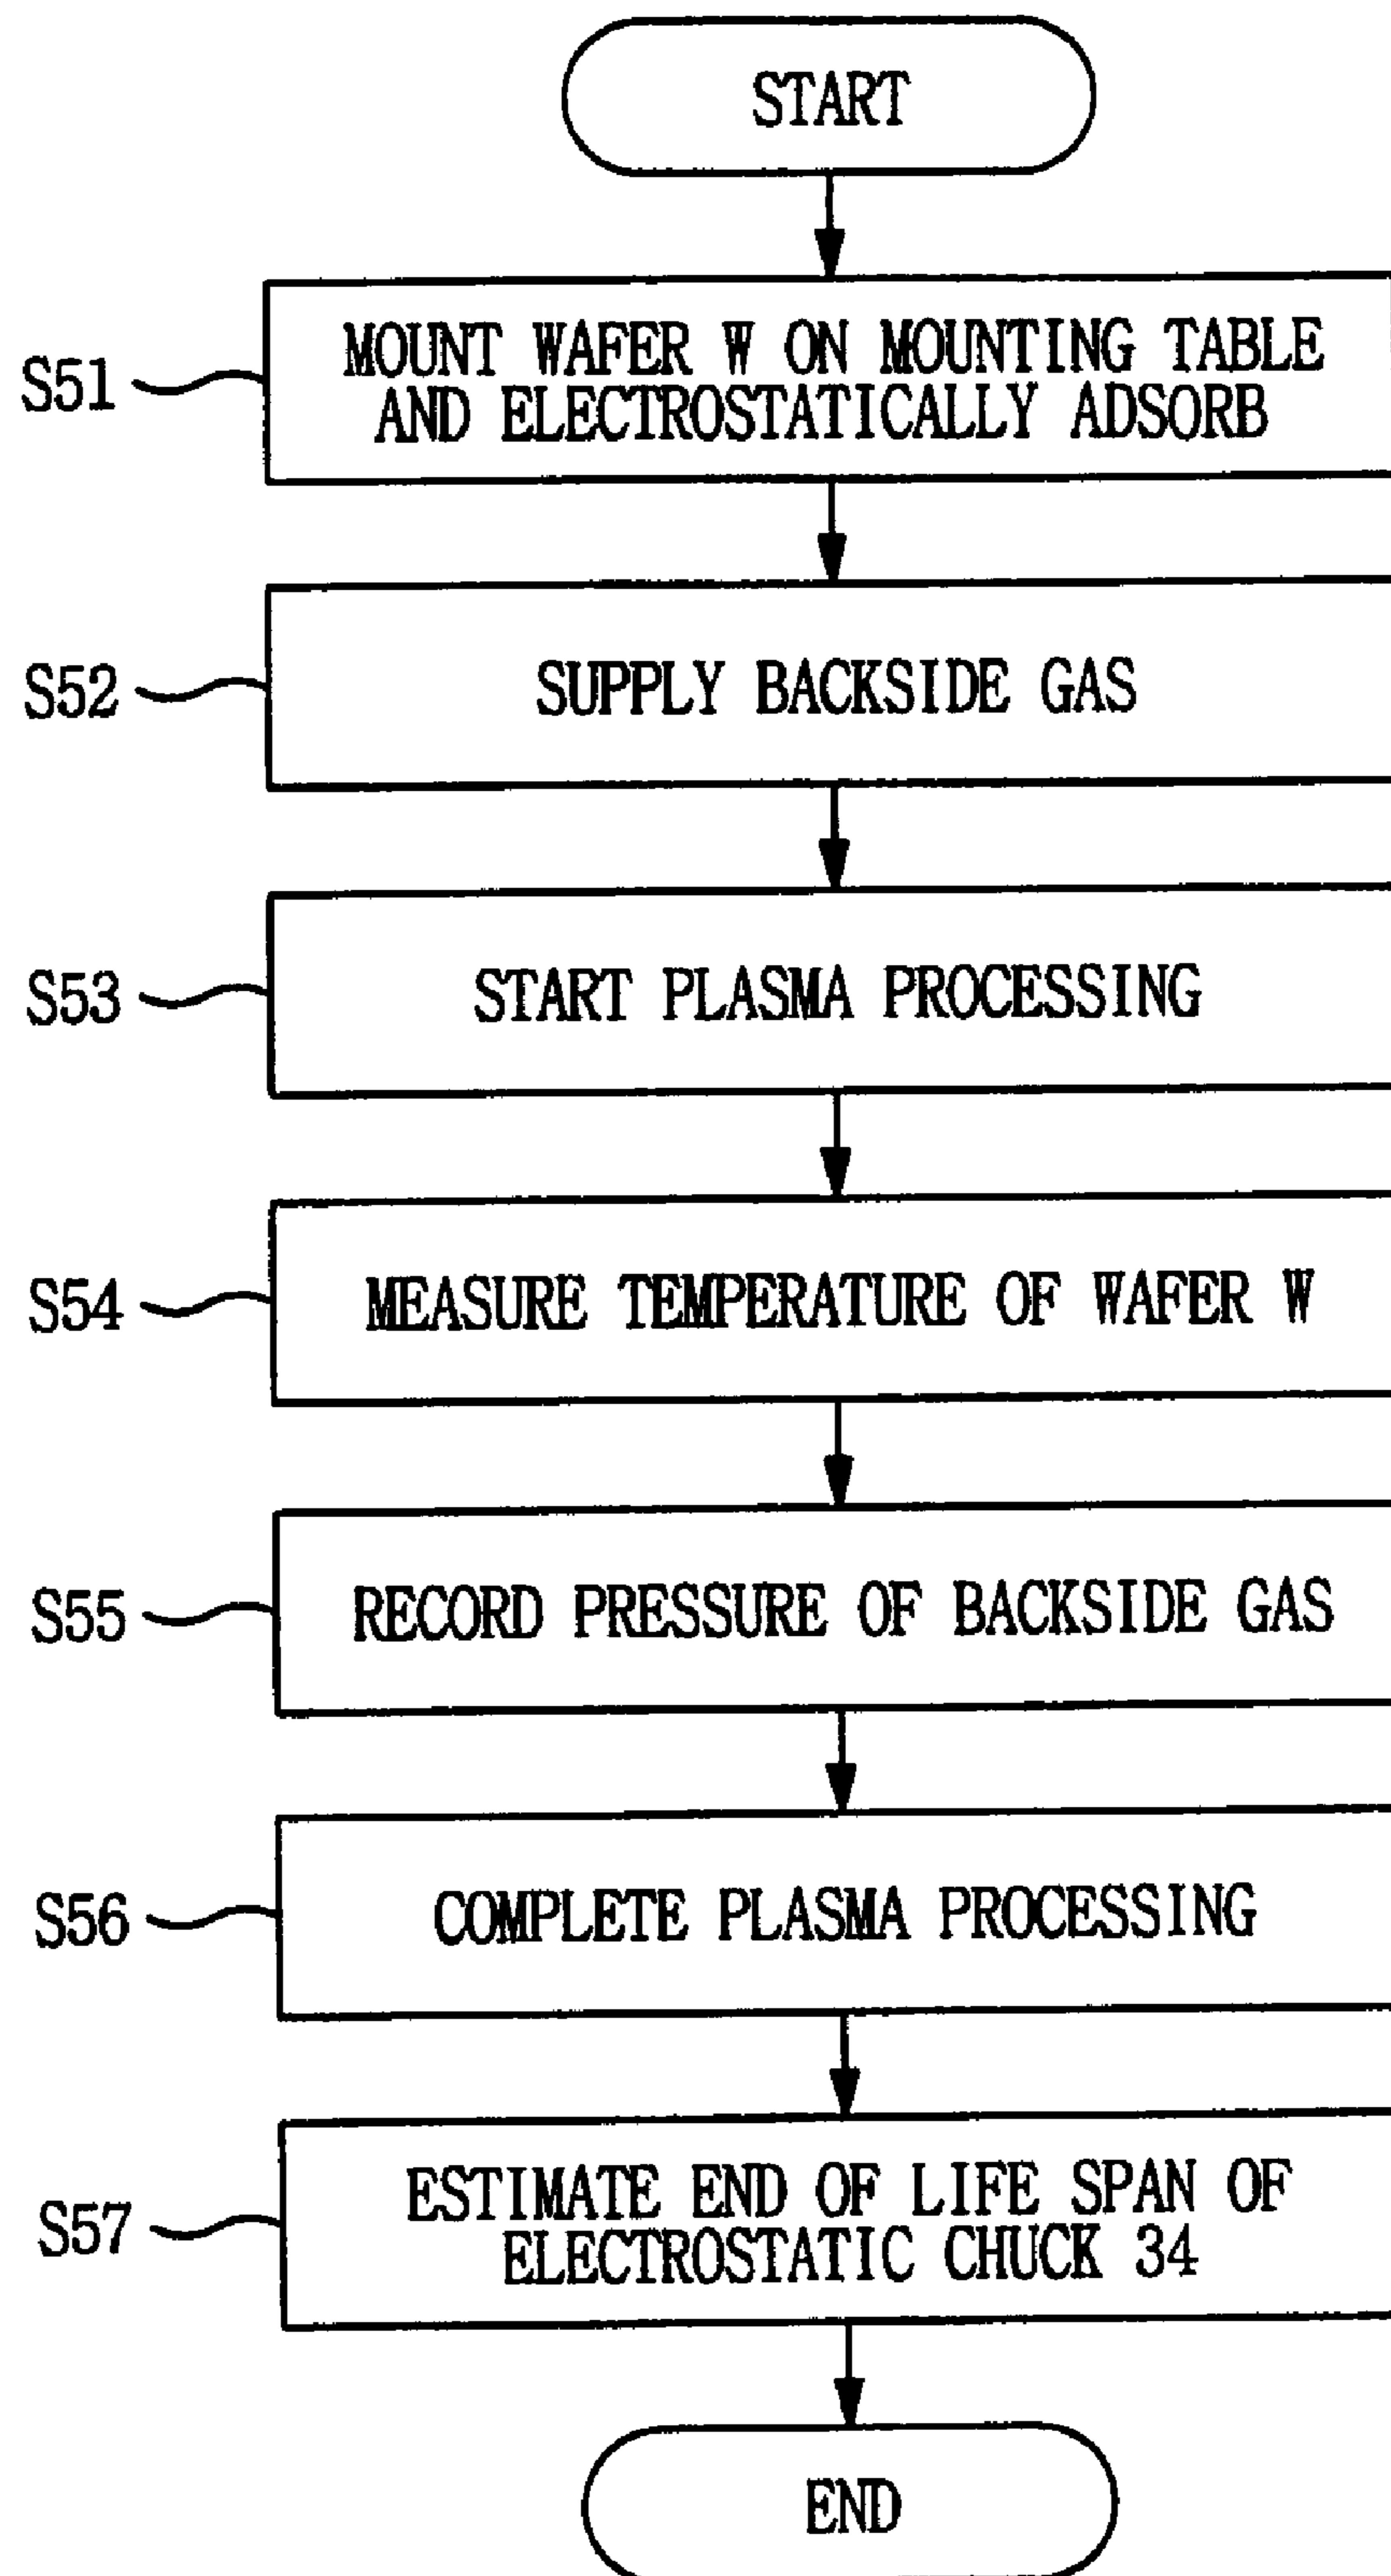 START
S51
MOUNT WAFER W ON MOUNTING TABLE
AND ELECTROSTATICALLY ADSORB
S52
SUPPLY BACKSIDE GAS
S53
START PLASMA PROCESSING
S54
MEASURE TEMPERATURE OF WAFER W
S55
RECORD PRESSURE OF BACKSIDE GAS
S56
COMPLETE PLASMA PROCESSING
S57
ESTIMATE END OF LIFE SPAN OF
ELECTROSTATIC CHUCK 34
END